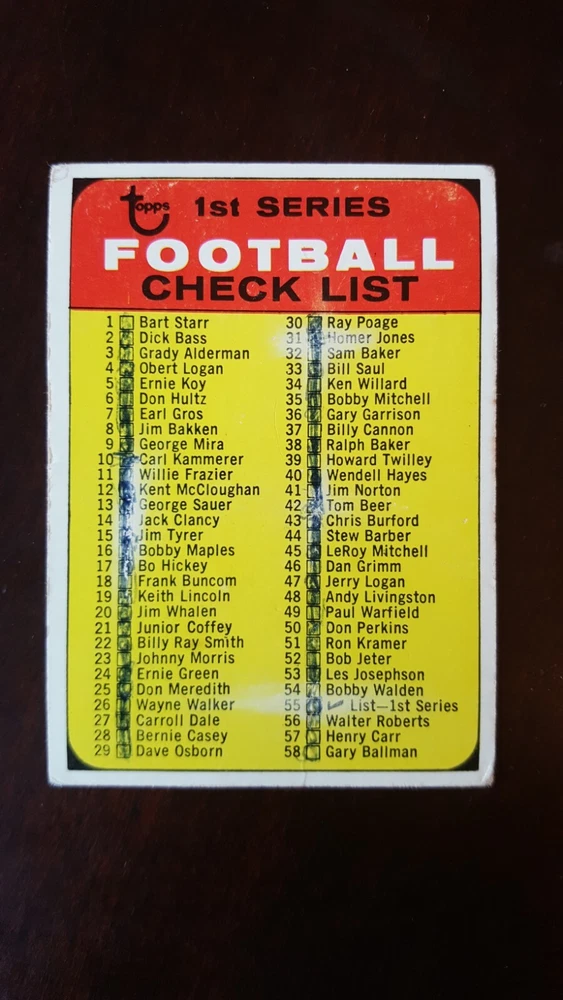 Topps 1st SERIES
FOOTBALL
CHECK LIST
1 Bart Starr
2 Dick Bass
3 Grady Alderman
4 Obert Logan
5 Ernie Koy
6 Don Hultz
7 Earl Gros
8 Jim Bakken
9 George Mira
10 Carl Kammerer
11 Willie Frazier
12 Kent McCloughan
13 George Sauer
14 Jack Clancy
15 Jim Tyrer
16 Bobby Maples
17 Bo Hickey
18 Frank Buncom
19 Keith Lincoln
20 Jim Whalen
21 Junior Coffey
22 Billy Ray Smith
23 Johnny Morris
24 Ernie Green
25 Don Meredith
26 Wayne Walker
27 Carroll Dale
28 Bernie Casey
29 Dave Osborn
30 Ray Poage
31 Homer Jones
32 Sam Baker
33 Bill Saul
34 Ken Willard
35 Bobby Mitchell
36 Gary Garrison
37 Billy Cannon
38 Ralph Baker
39 Howard Twilley
40 Wendell Hayes
41 Jim Norton
42 Tom Beer
43 Chris Burford
44 Stew Barber
45 LeRoy Mitchell
46 Dan Grimm
47 Jerry Logan
48 Andy Livingston
49 Paul Warfield
50 Don Perkins
51 Ron Kramer
52 Bob Jeter
53 Les Josephson
54 Bobby Walden
55 ✓ List—1st Series
56 Walter Roberts
57 Henry Carr
58 Gary Ballman